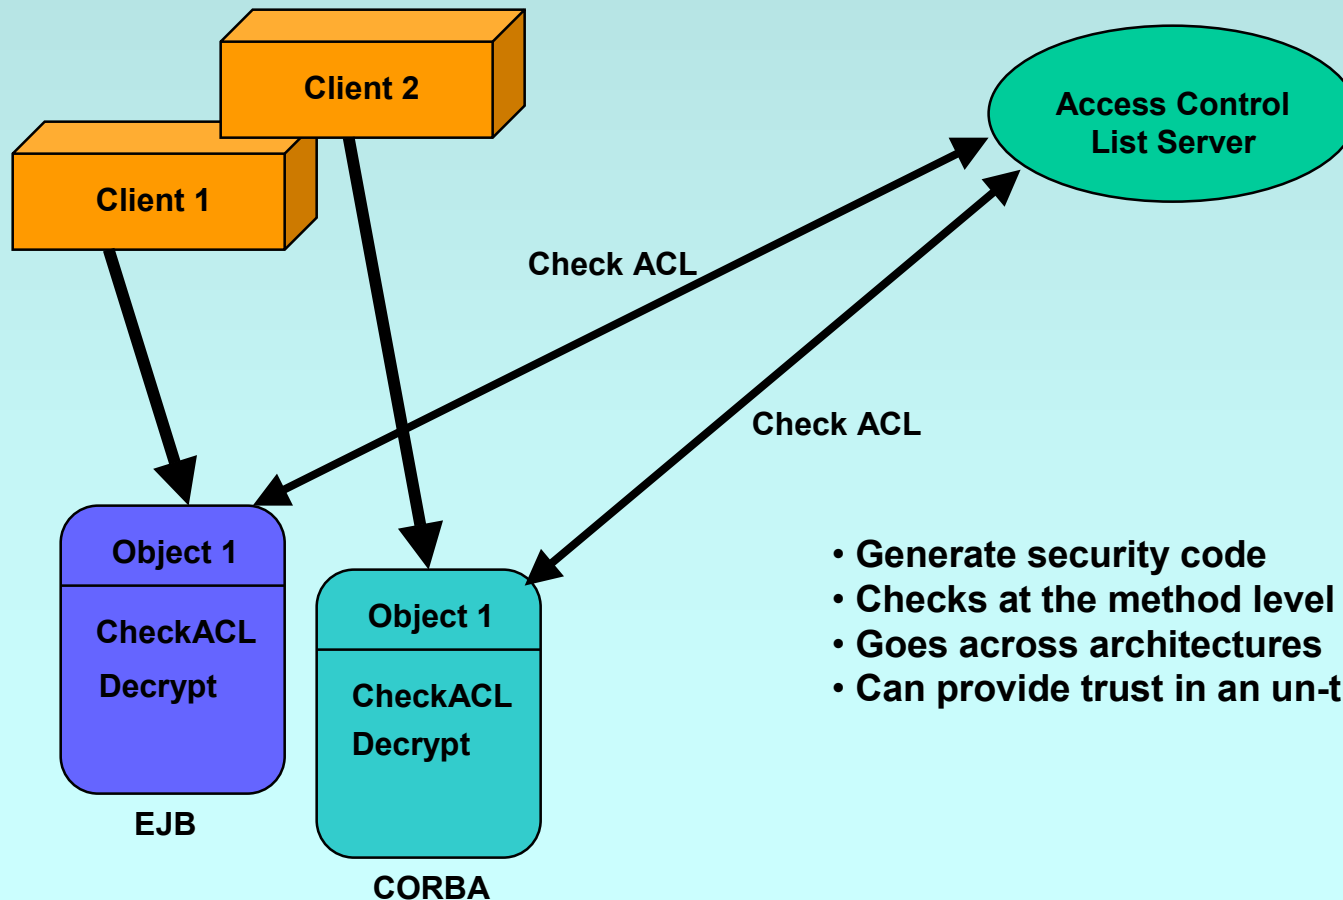 Client 2
Client 1
Access Control
List Server
Check ACL
Check ACL
Object 1
CheckACL
Decrypt
EJB
Object 1
CheckACL
Decrypt
CORBA
• Generate security code
• Checks at the method level
• Goes across architectures
• Can provide trust in an